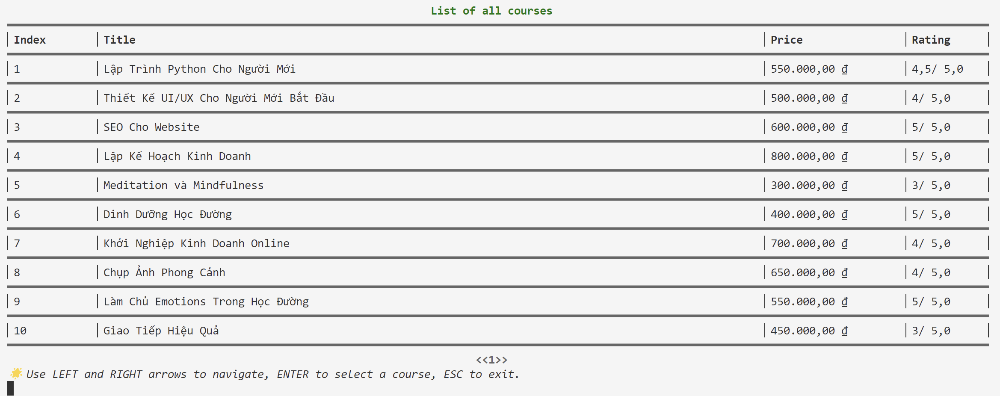 List of all courses
Index Title Price Rating
1 Lập Trình Python Cho Người Mới 550.000,00 ₫ 4,5/ 5,0
2 Thiết Kế UI/UX Cho Người Mới Bắt Đầu 500.000,00 ₫ 4/ 5,0
3 SEO Cho Website 600.000,00 ₫ 5/ 5,0
4 Lập Kế Hoạch Kinh Doanh 800.000,00 ₫ 5/ 5,0
5 Meditation và Mindfulness 300.000,00 ₫ 3/ 5,0
6 Dinh Dưỡng Học Đường 400.000,00 ₫ 5/ 5,0
7 Khởi Nghiệp Kinh Doanh Online 700.000,00 ₫ 4/ 5,0
8 Chụp Ảnh Phong Cảnh 650.000,00 ₫ 4/ 5,0
9 Làm Chủ Emotions Trong Học Đường 550.000,00 ₫ 5/ 5,0
10 Giao Tiếp Hiệu Quả 450.000,00 ₫ 3/ 5,0
<<1>>
Use LEFT and RIGHT arrows to navigate, ENTER to select a course, ESC to exit.